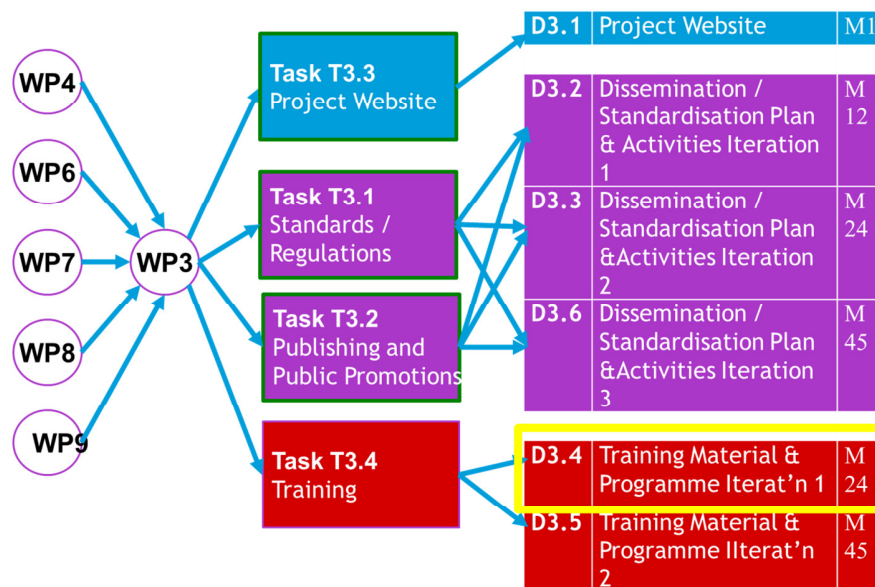 WP4
WP6
WP7
WP8
WP9
WP3
Task T3.3
Project Website
Task T3.1
Standards /
Regulations
Task T3.2
Publishing and
Public Promotions
Task T3.4
Training
D3.1 Project Website M1
D3.2 Dissemination / M
Standardisation Plan 12
& Activities Iteration
1
D3.3 Dissemination / M
Standardisation Plan 24
&Activities Iteration
2
D3.6 Dissemination / M
Standardisation Plan 45
&Activities Iteration
3
D3.4 Training Material & M
Programme Iterat’n 1 24
D3.5 Training Material & M
Programme IIterat’n 45
2